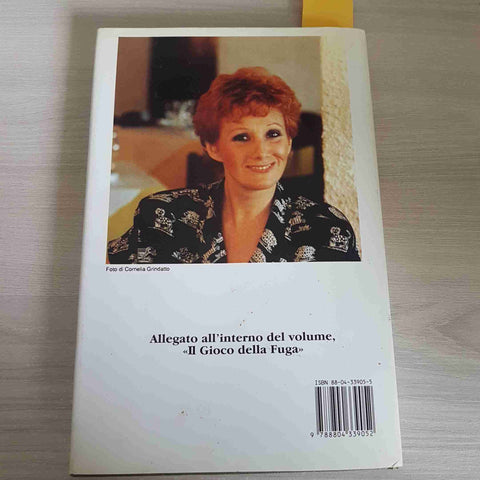 Foto di Cornelia Grindatto
Allegato all'interno del volume,
«Il Gioco della Fuga»
ISBN 88-04-33905-5
9 788804 339052